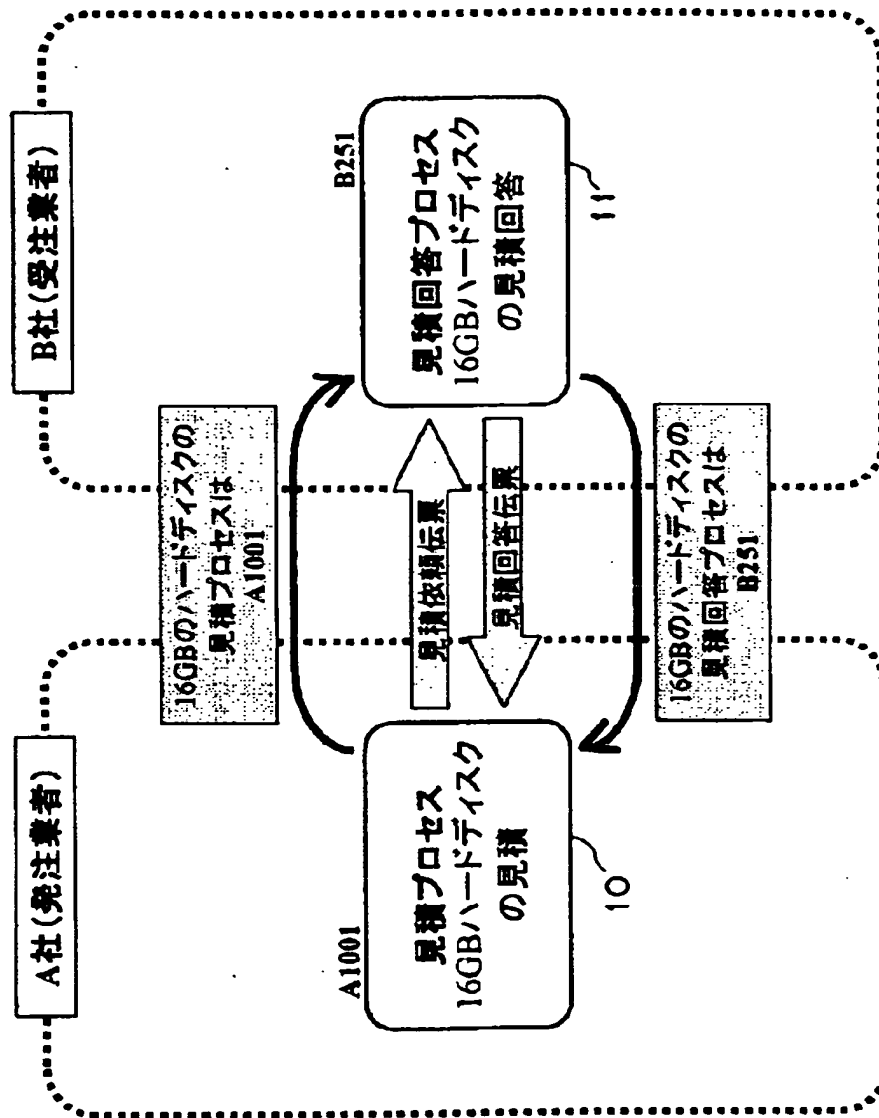 A社(発注業者)
B社(受注業者)
16GBのハードディスクの
見積プロセスは
A1001
A1001
見積プロセス
16GBハードディスク
の見積
10
見積依頼伝票
見積回答伝票
B251
見積回答プロセス
16GBハードディスク
の見積回答
11
16GBのハードディスクの
見積回答プロセスは
B251